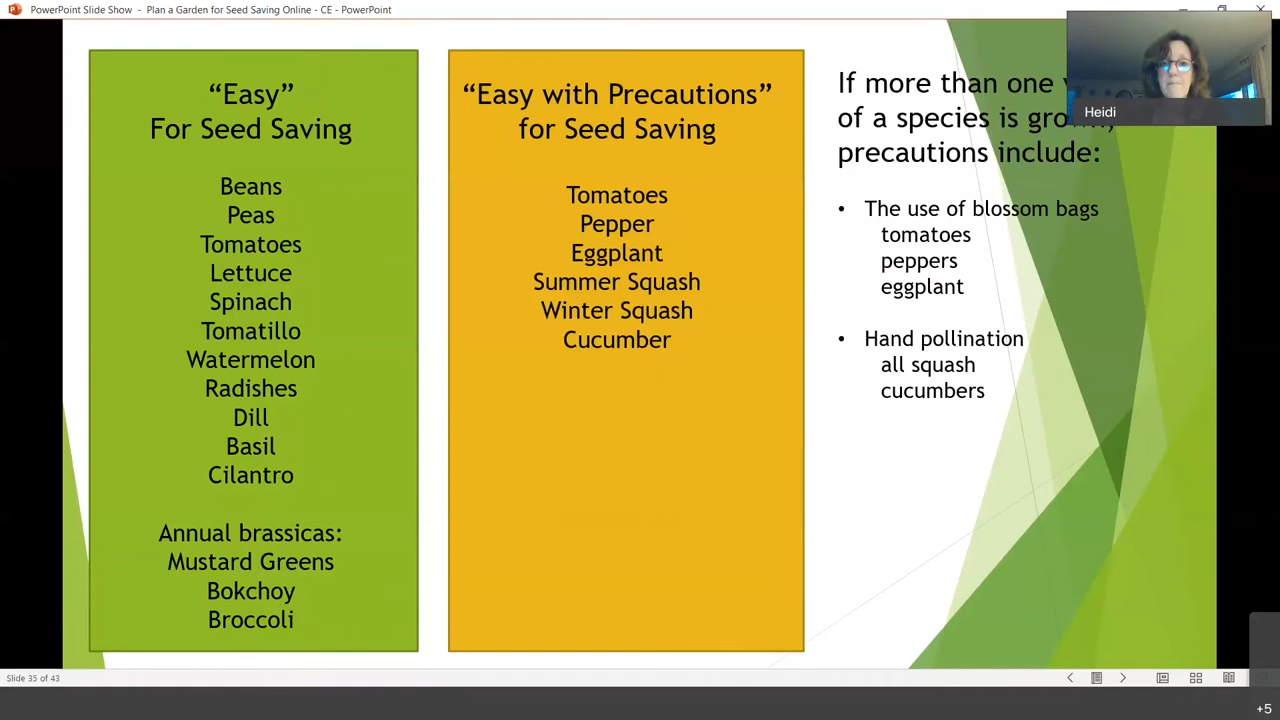 PowerPoint Slide Show - Plan a Garden for Seed Saving Online - CE - PowerPoint
“Easy”
For Seed Saving
Beans
Peas
Tomatoes
Lettuce
Spinach
Tomatillo
Watermelon
Radishes
Dill
Basil
Cilantro
Annual brassicas:
Mustard Greens
Bokchoy
Broccoli
“Easy with Precautions”
for Seed Saving
Tomatoes
Pepper
Eggplant
Summer Squash
Winter Squash
Cucumber
If more than one
of a species is grown,
precautions include:
• The use of blossom bags
tomatoes
peppers
eggplant
• Hand pollination
all squash
cucumbers
Heidi
Slide 35 of 43
+5